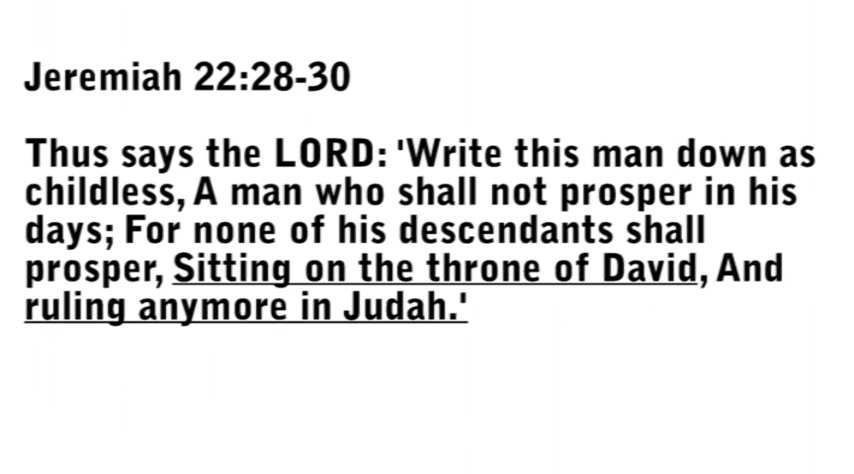 Jeremiah 22:28-30
Thus says the LORD: 'Write this man down as
childless, A man who shall not prosper in his
days; For none of his descendants shall
prosper, Sitting on the throne of David, And
ruling anymore in Judah.'